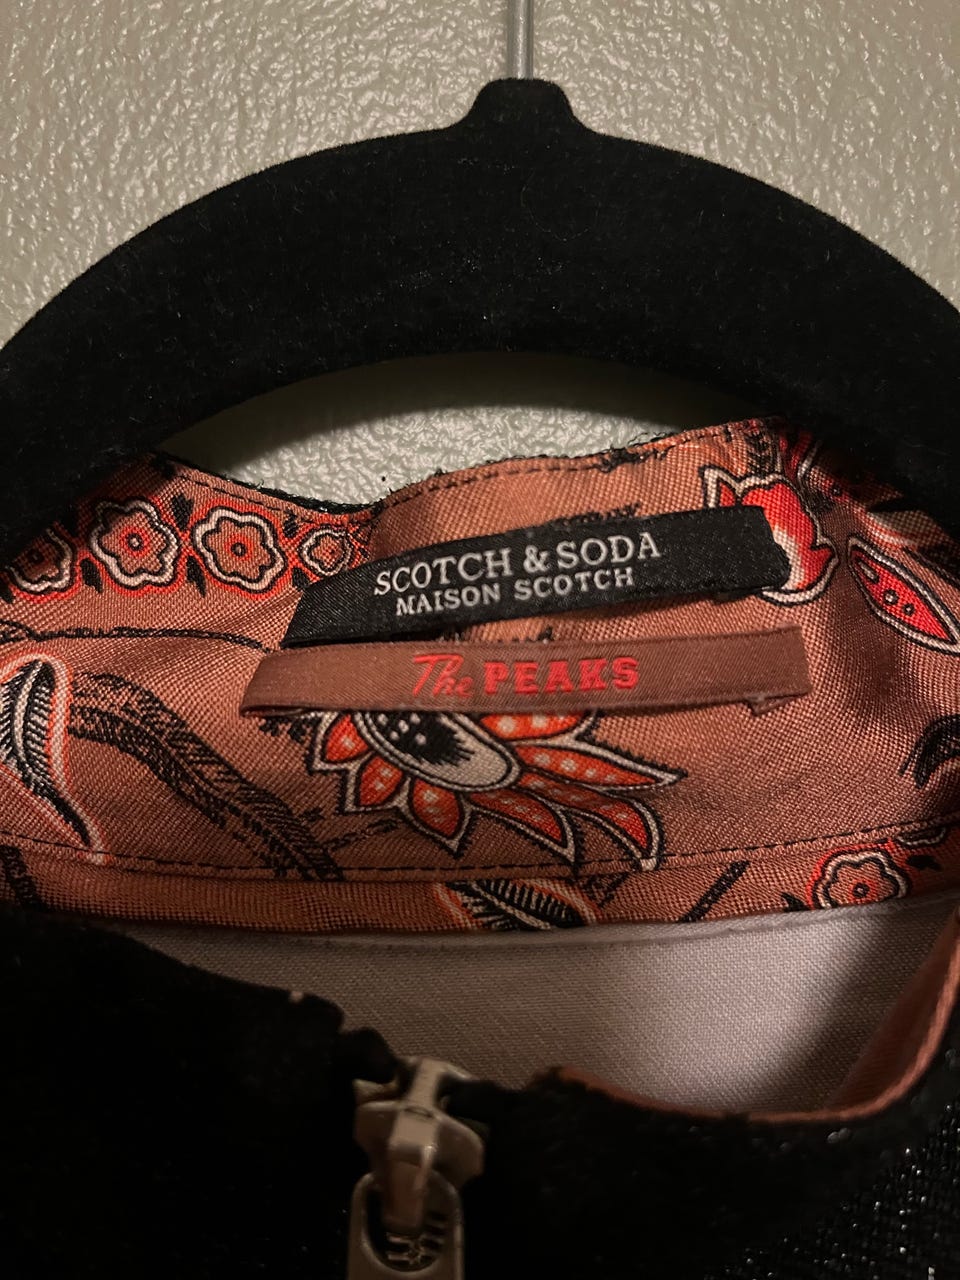 SCOTCH & SODA
MAISON SCOTCH
The PEAKS